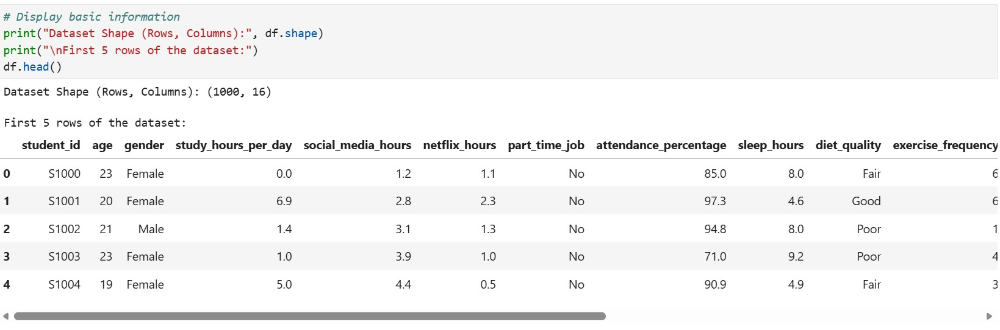 # Display basic information
print("Dataset Shape (Rows, Columns):", df.shape)
print("\nFirst 5 rows of the dataset:")
df.head()
Dataset Shape (Rows, Columns): (1000, 16)
First 5 rows of the dataset:
student_id age gender study_hours_per_day social_media_hours netflix_hours part_time_job attendance_percentage sleep_hours diet_quality exercise_frequency
0 S1000 23 Female 0.0 1.2 1.1 No 85.0 8.0 Fair 6
1 S1001 20 Female 6.9 2.8 2.3 No 97.3 4.6 Good 6
2 S1002 21 Male 1.4 3.1 1.3 No 94.8 8.0 Poor 1
3 S1003 23 Female 1.0 3.9 1.0 No 71.0 9.2 Poor 4
4 S1004 19 Female 5.0 4.4 0.5 No 90.9 4.9 Fair 3